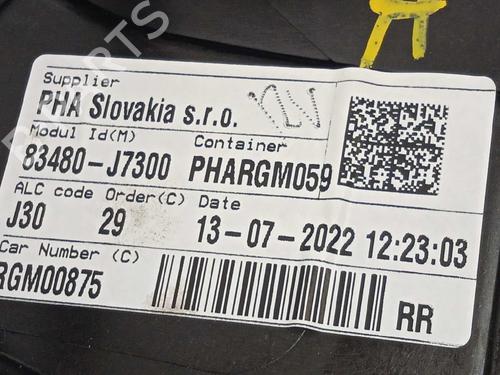 Supplier
PHA Slovakia s.r.o.
Modul Id(M) Container
83480-J7300 PHARGM059
ALC code Order(C) Date
J30 29 13-07-2022 12:23:03
Car Number (C)
RGM00875
RR